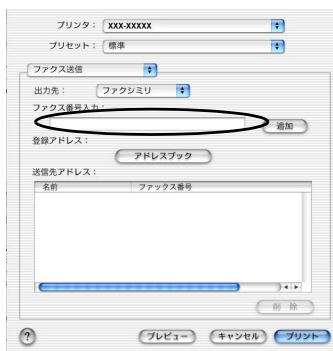 プリンタ： XXX-XXXXX
プリセット： 標準
ファクス送信
出力先： ファクシミリ
ファクス番号入力：
追加
登録アドレス：
アドレスブック
送信先アドレス：
名前 ファックス番号
削 除
? プレビュー キャンセル プリント